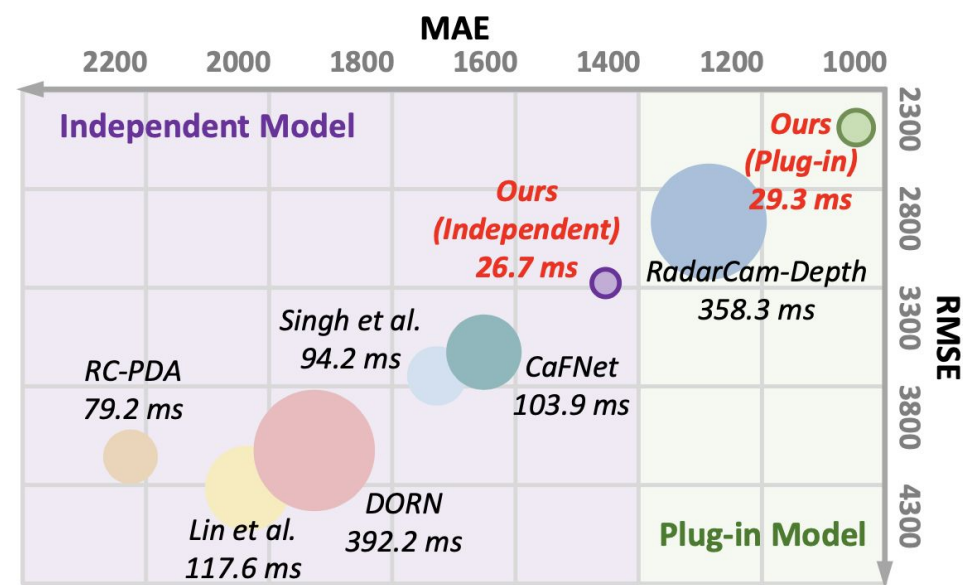 MAE
2200 2000 1800 1600 1400 1200 1000
Independent Model
Ours
(Plug-in)
29.3 ms
2300
Ours
(Independent)
26.7 ms
2800
RadarCam-Depth
358.3 ms
3300
RMSE
Singh et al.
94.2 ms
CaFNet
103.9 ms
RC-PDA
79.2 ms
3800
DORN
392.2 ms
Lin et al.
117.6 ms
4300
Plug-in Model